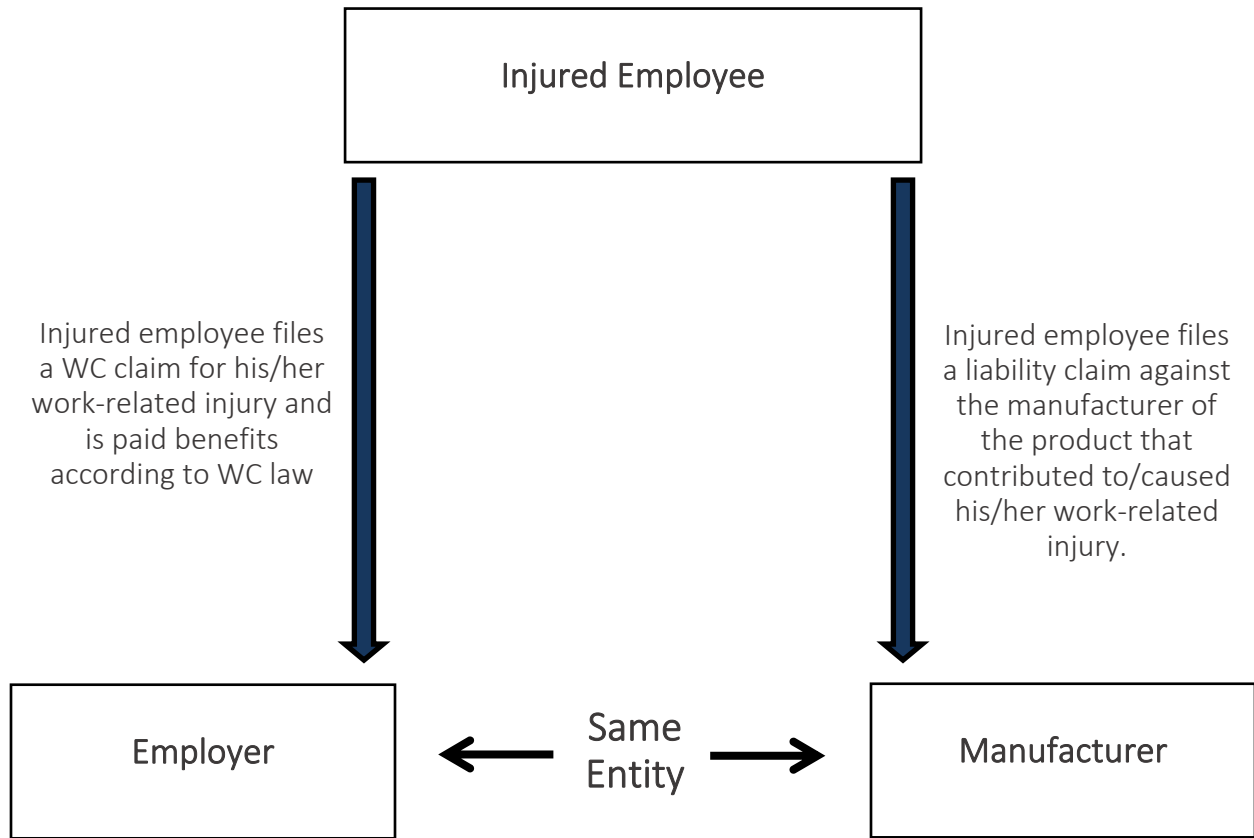 Injured Employee
Injured employee files
a WC claim for his/her
work-related injury and
is paid benefits
according to WC law
Injured employee files
a liability claim against
the manufacturer of
the product that
contributed to/caused
his/her work-related
injury.
Employer
Same
Entity
Manufacturer